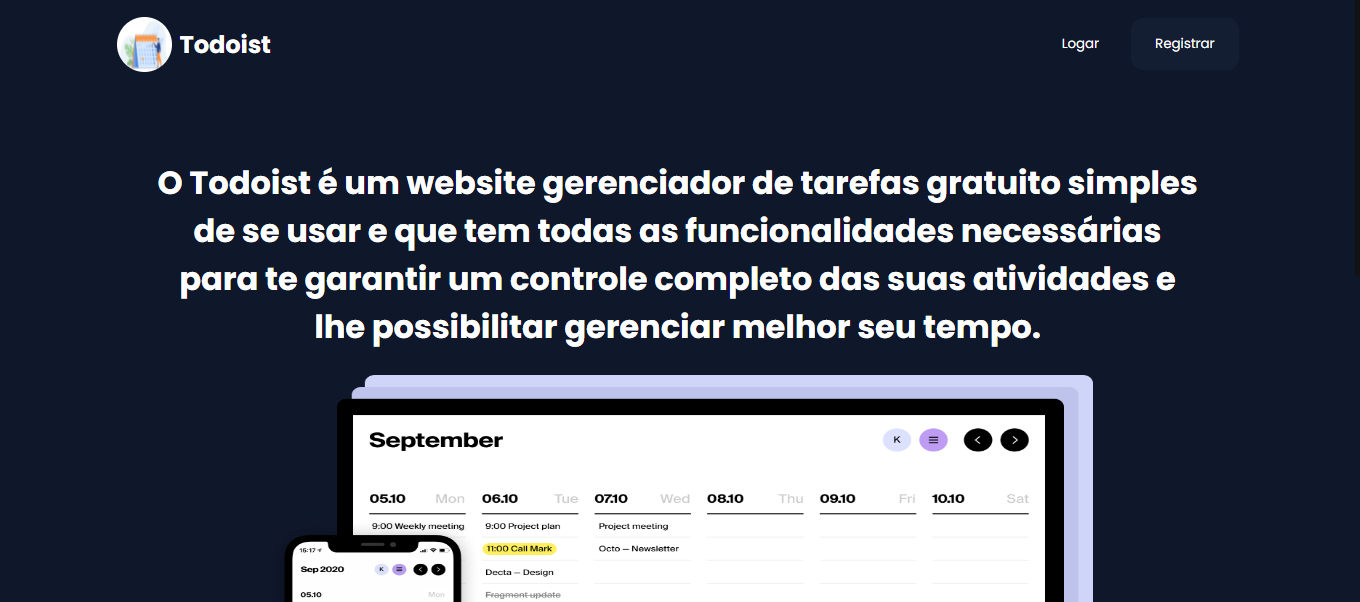 Todoist
Logar
Registrar
O Todoist é um website gerenciador de tarefas gratuito simples
de se usar e que tem todas as funcionalidades necessárias
para te garantir um controle completo das suas atividades e
lhe possibilitar gerenciar melhor seu tempo.
September
K
05.10 Mon 06.10 Tue 07.10 Wed 08.10 Thu 09.10 Fri 10.10 Sat
9:00 Weekly meeting 9:00 Project plan Project meeting
11:00 Call Mark Octo – Newsletter
Decta – Design
Fragment update
15:17
Sep 2020 K
05.10 Mon